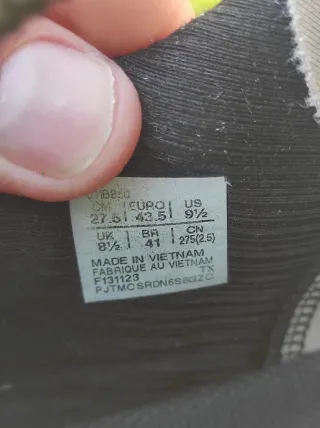 CM EURO US
27.5 43.5 9½
UK BR CN
8½ 41 275(2.5)
MADE IN VIETNAM
FABRIQUE AU VIETNAM
F131123 TX
PJTMCSRDN6S6GZC